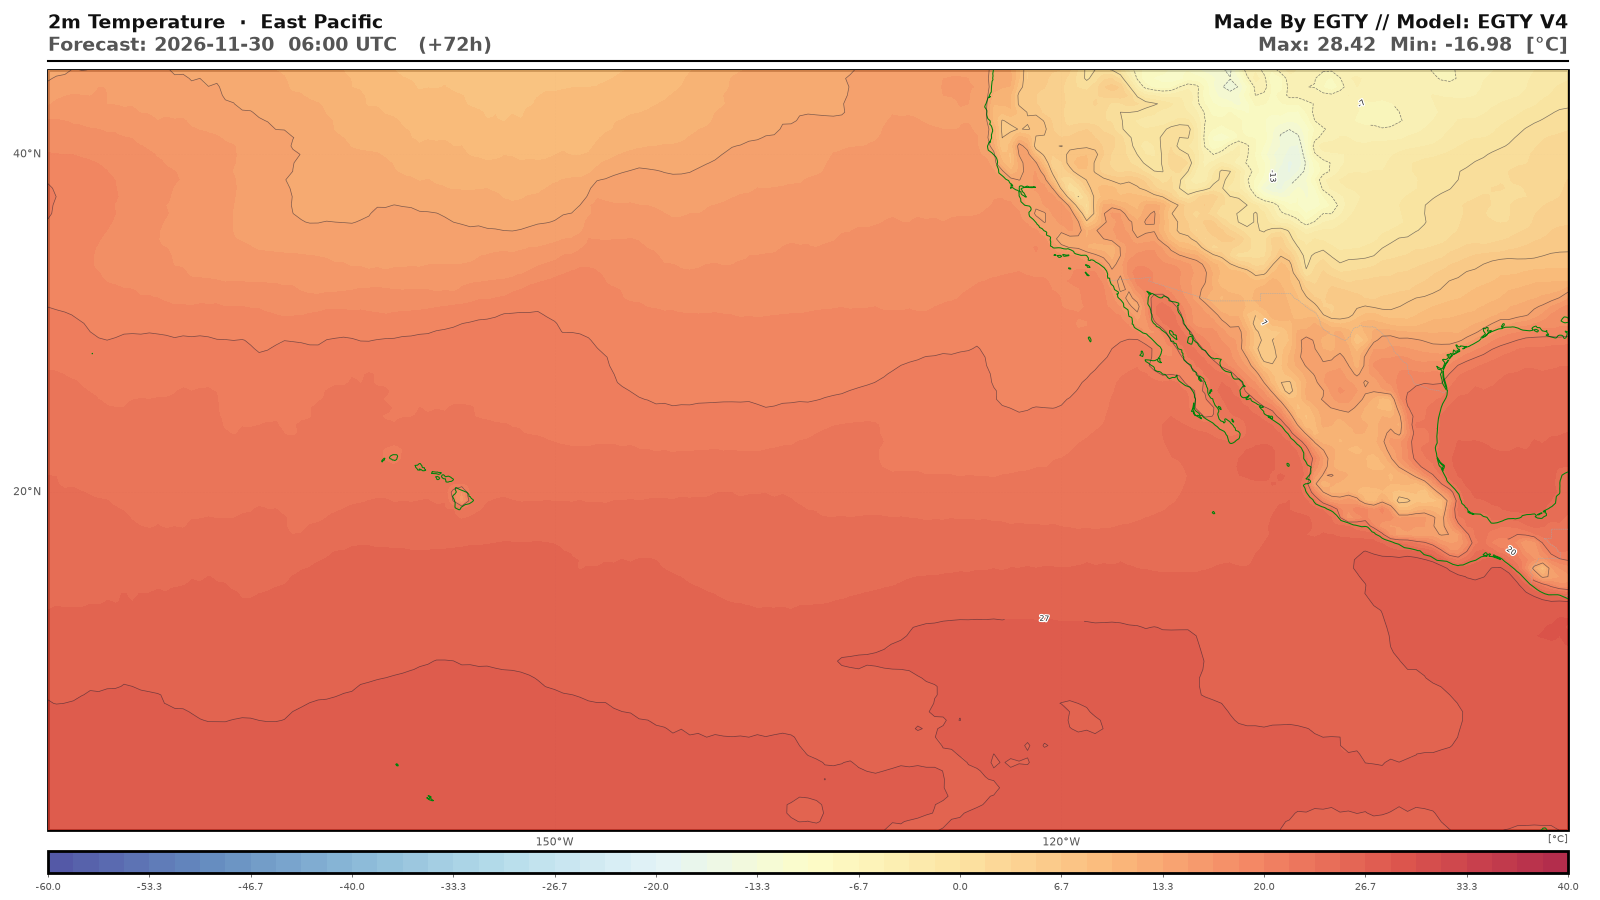 2m Temperature · East Pacific
Made By EGTY // Model: EGTY V4
Forecast: 2026-11-30 06:00 UTC (+72h)
Max: 28.42 Min: -16.98 [°C]
-7
40°N
-13
7
20°N
20
27
150°W
120°W
[°C]
-60.0 -53.3 -46.7 -40.0 -33.3 -26.7 -20.0 -13.3 -6.7 0.0 6.7 13.3 20.0 26.7 33.3 40.0